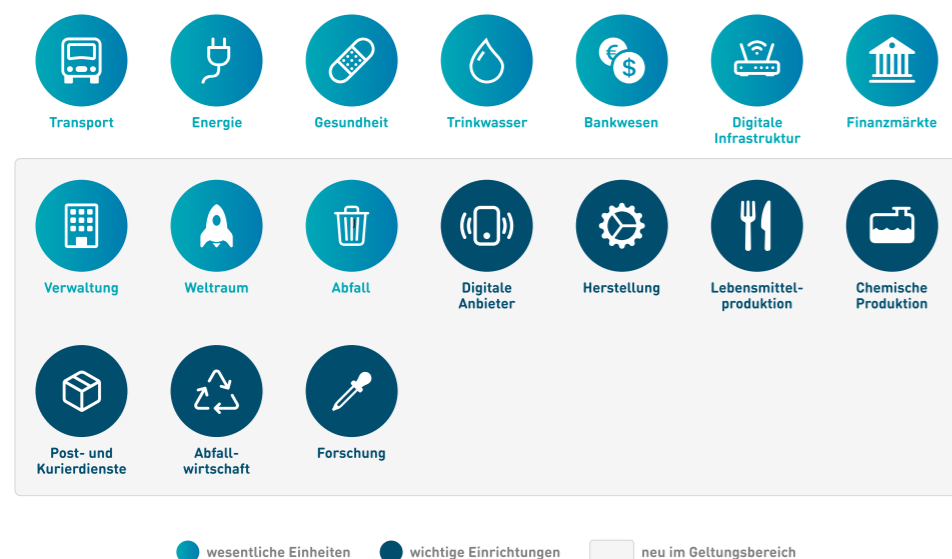 Transport
Energie
Gesundheit
Trinkwasser
Bankwesen
Digitale
Infrastruktur
Finanzmärkte
Verwaltung
Weltraum
Abfall
Digitale
Anbieter
Herstellung
Lebensmittel-
produktion
Chemische
Produktion
Post- und
Kurierdienste
Abfall-
wirtschaft
Forschung
wesentliche Einheiten
wichtige Einrichtungen
neu im Geltungsbereich